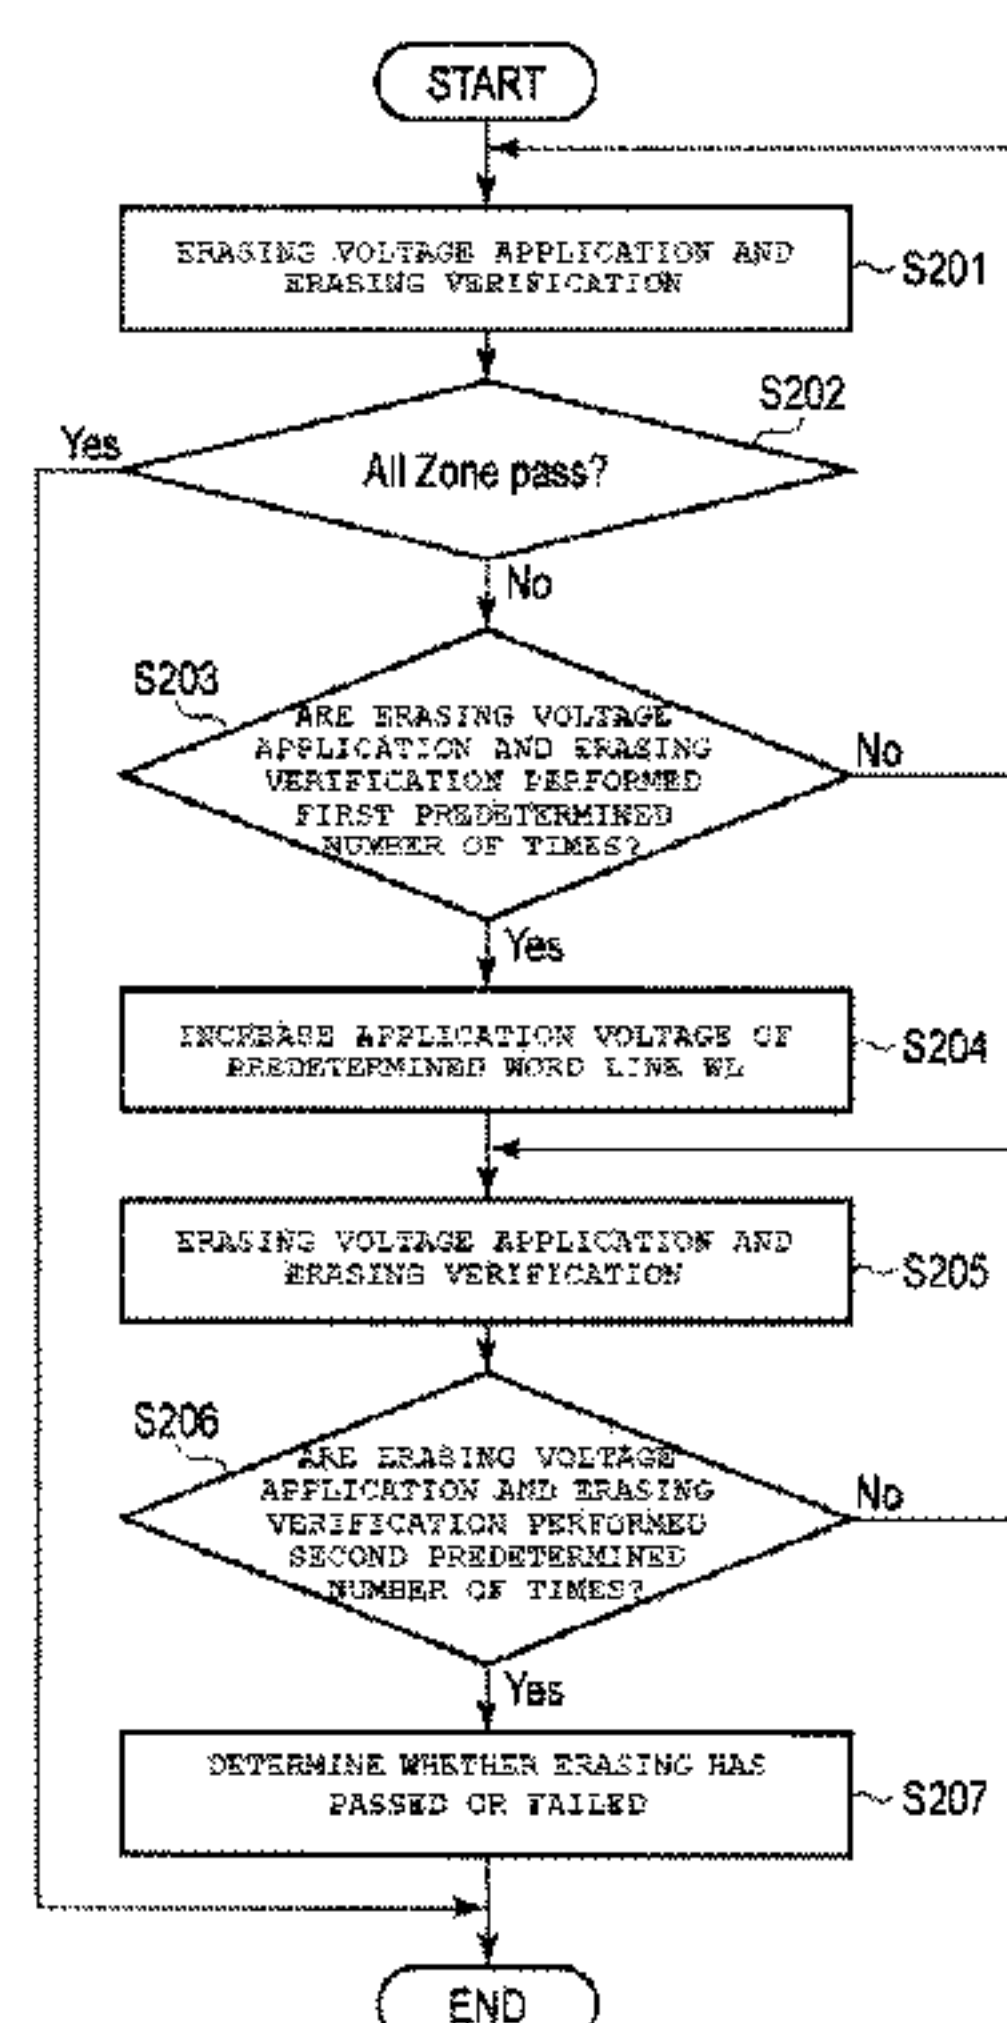 START
ERASING VOLTAGE APPLICATION AND
ERASING VERIFICATION
S201
S202
Yes
All Zone pass?
No
S203
ARE ERASING VOLTAGE
APPLICATION AND ERASING
VERIFICATION PERFORMED
FIRST PREDETERMINED
NUMBER OF TIMES?
No
Yes
INCREASE APPLICATION VOLTAGE OF
PREDETERMINED WORD LINE WL
S204
ERASING VOLTAGE APPLICATION AND
ERASING VERIFICATION
S205
S206
ARE ERASING VOLTAGE
APPLICATION AND ERASING
VERIFICATION PERFORMED
SECOND PREDETERMINED
NUMBER OF TIMES?
No
Yes
DETERMINE WHETHER ERASING HAS
PASSED OR FAILED
S207
END